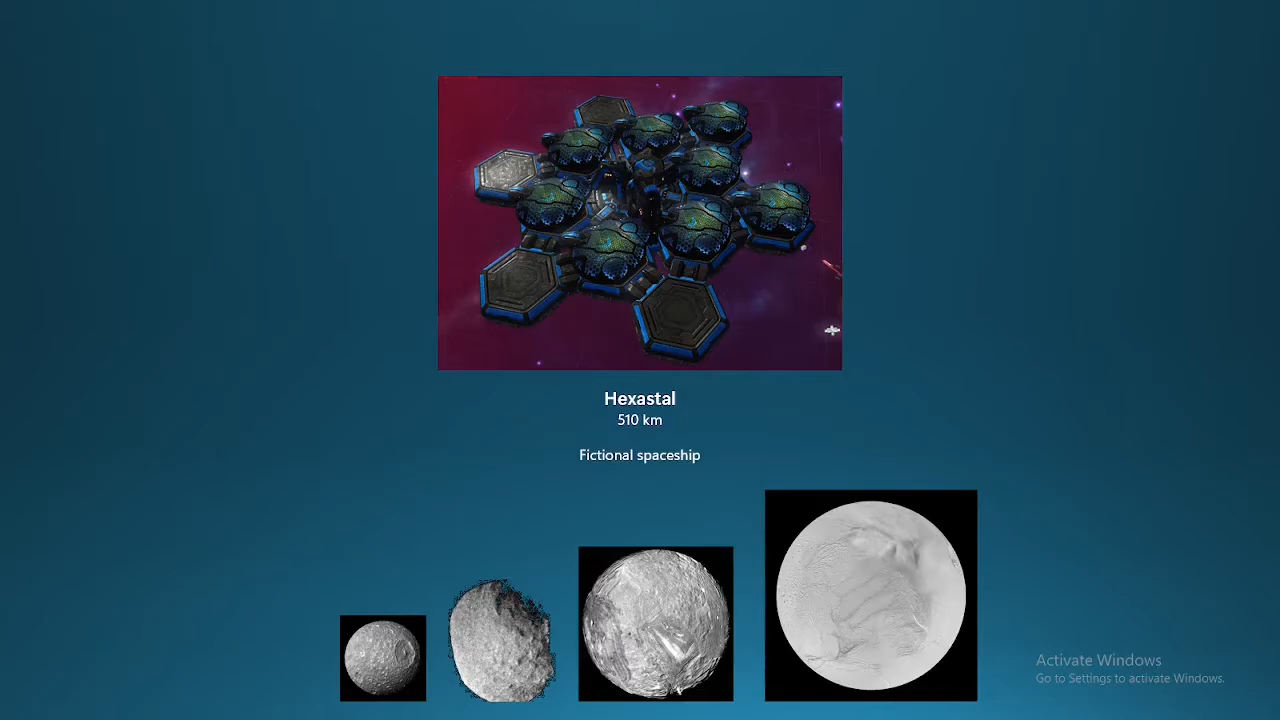 Hexastal
510 km
Fictional spaceship
Activate Windows
Go to Settings to activate Windows.